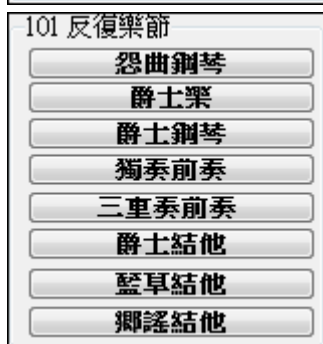 101 反復樂節
怨曲鋼琴
爵士樂
爵士鋼琴
獨奏前奏
三重奏前奏
爵士結他
藍草結他
鄉謠結他